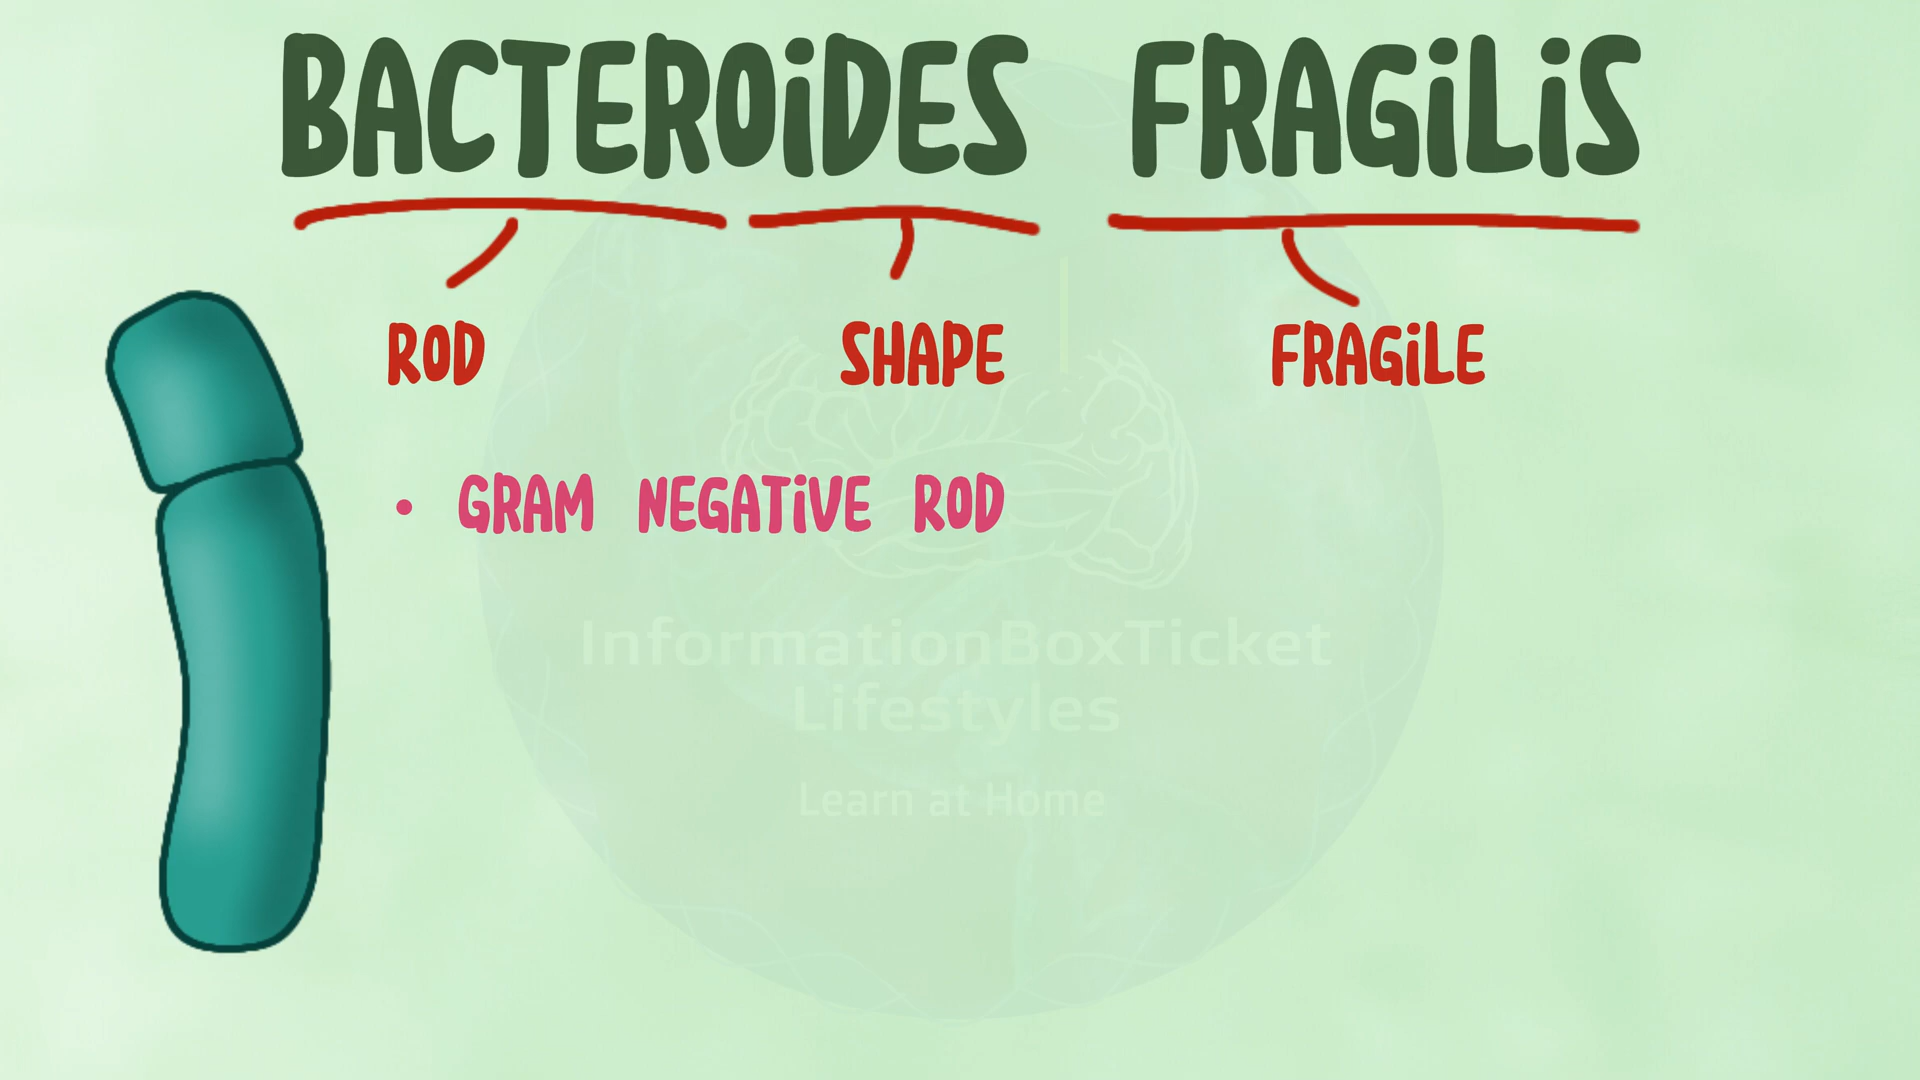 BACTEROiDES FRAGiLiS
ROD SHAPE FRAGiLE
• GRAM NEGATiVE ROD
InformationBoxTicket
Lifestyles
Learn at Home